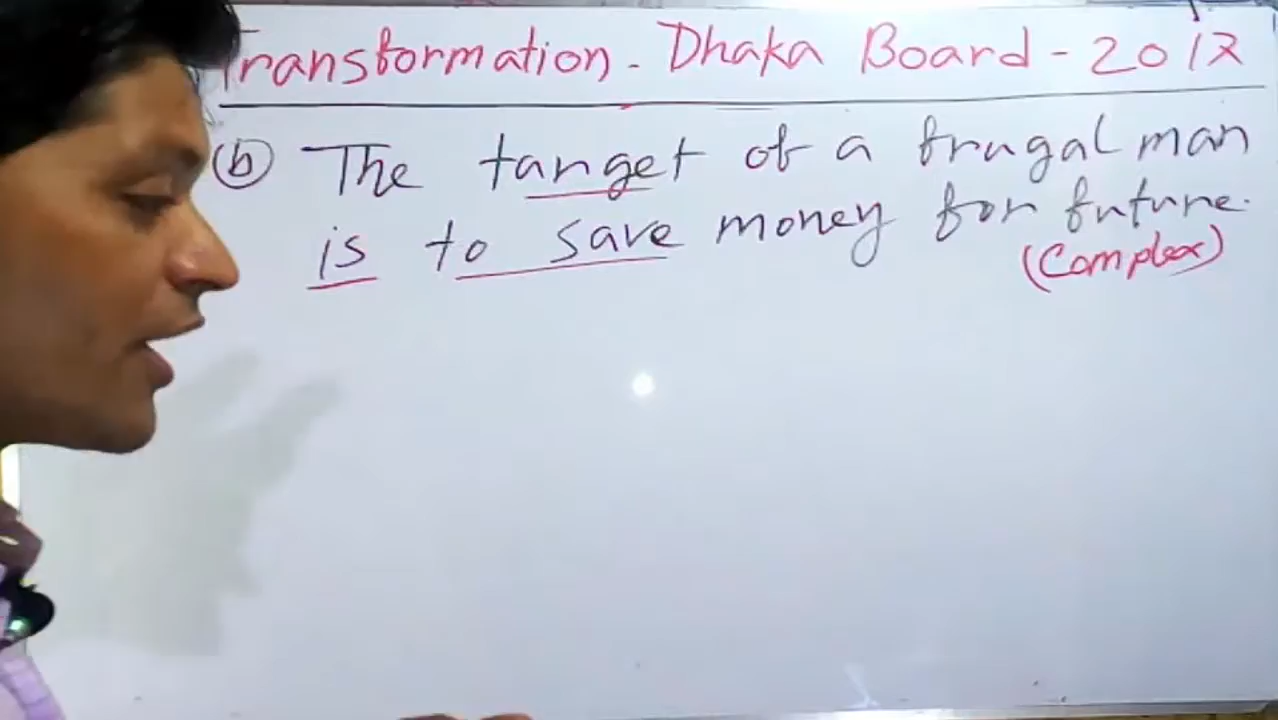 Transformation - Dhaka Board - 2017
(b) The target of a frugal man
is to save money for future.
(Complex)